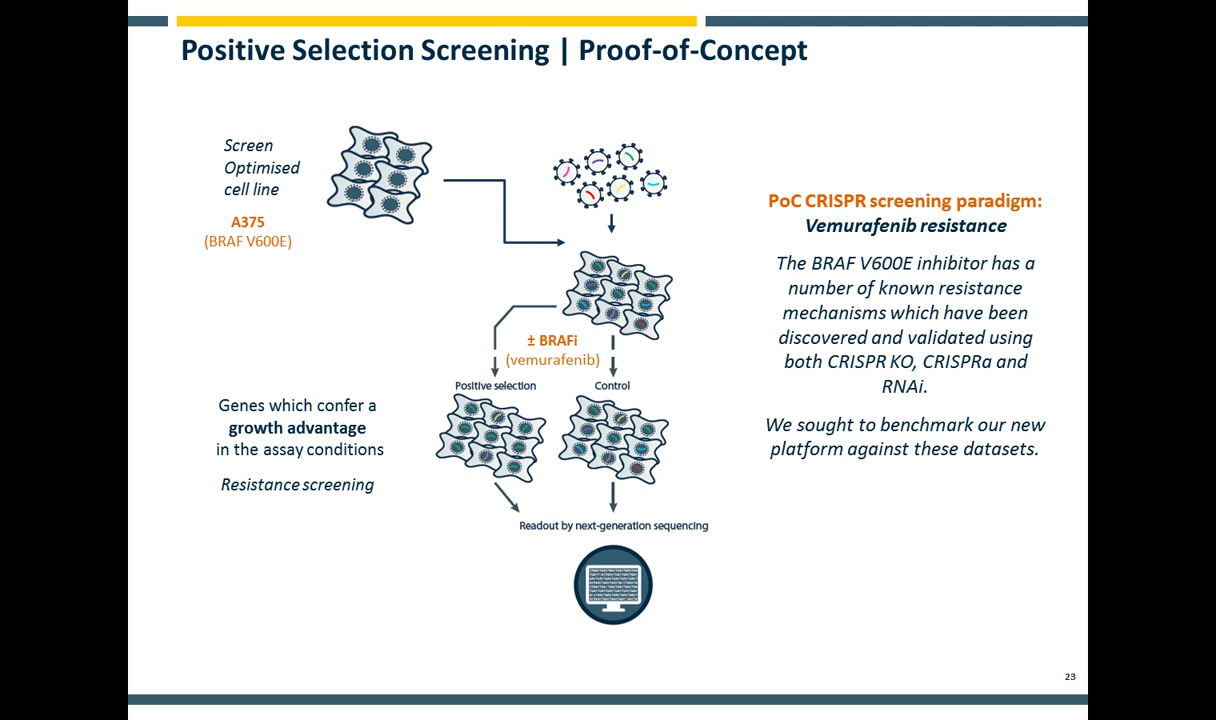 Positive Selection Screening | Proof-of-Concept
Screen
Optimised
cell line
A375
(BRAF V600E)
± BRAFi
(vemurafenib)
Positive selection
Control
Genes which confer a
growth advantage
in the assay conditions
Resistance screening
Readout by next-generation sequencing
PoC CRISPR screening paradigm:
Vemurafenib resistance
The BRAF V600E inhibitor has a
number of known resistance
mechanisms which have been
discovered and validated using
both CRISPR KO, CRISPRa and
RNAi.
We sought to benchmark our new
platform against these datasets.
23